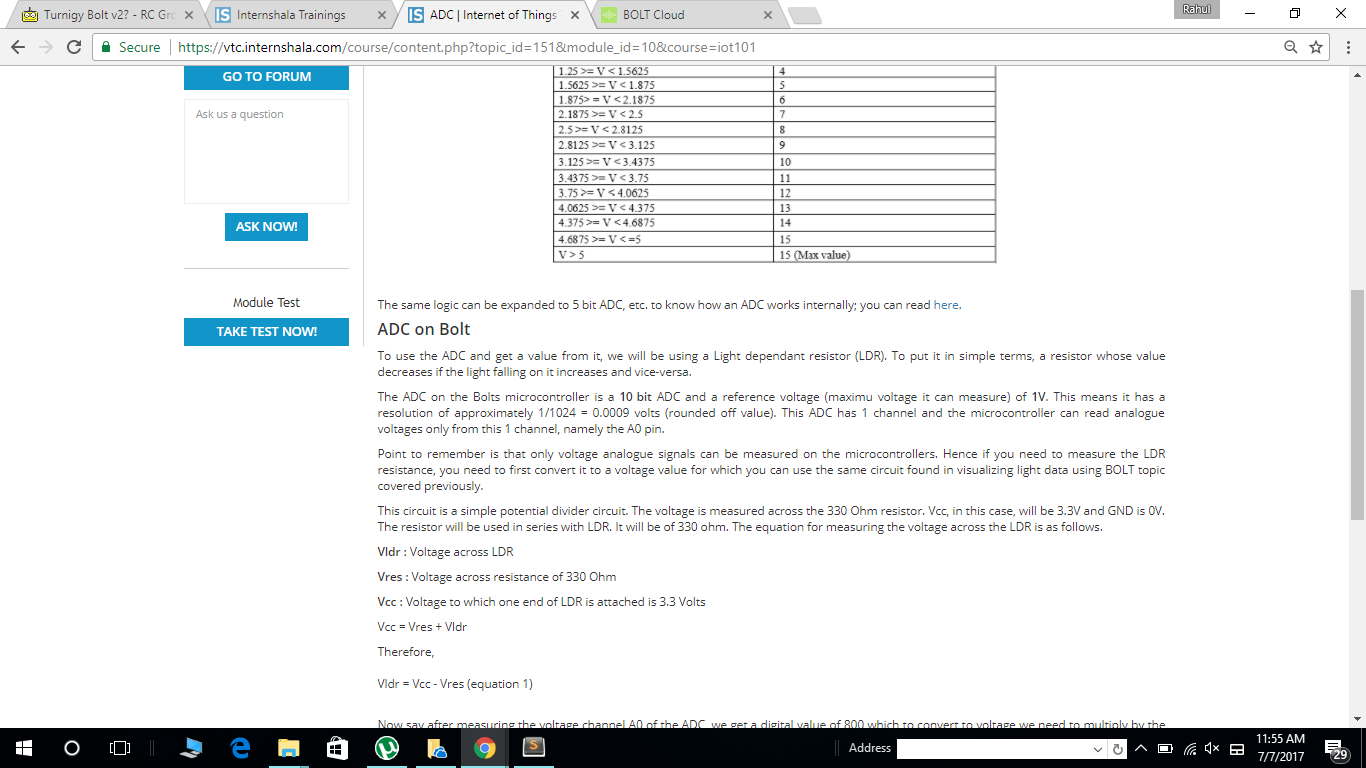 Turnigy Bolt v2? - RC Gro
Internshala Trainings
ADC | Internet of Things
BOLT Cloud
Rahul
Secure
https://vtc.internshala.com/course/content.php?topic_id=151&module_id=10&course=iot101
GO TO FORUM
Ask us a question
ASK NOW!
Module Test
TAKE TEST NOW!
1.25 >= V < 1.5625 4
1.5625 >= V < 1.875 5
1.875> = V < 2.1875 6
2.1875 >= V < 2.5 7
2.5 >= V < 2.8125 8
2.8125 >= V < 3.125 9
3.125 >= V < 3.4375 10
3.4375 >= V < 3.75 11
3.75 >= V < 4.0625 12
4.0625 >= V < 4.375 13
4.375 >= V < 4.6875 14
4.6875 >= V <=5 15
V > 5 15 (Max value)
The same logic can be expanded to 5 bit ADC, etc. to know how an ADC works internally; you can read here.
ADC on Bolt
To use the ADC and get a value from it, we will be using a Light dependant resistor (LDR). To put it in simple terms, a resistor whose value
decreases if the light falling on it increases and vice-versa.
The ADC on the Bolts microcontroller is a 10 bit ADC and a reference voltage (maximu voltage it can measure) of 1V. This means it has a
resolution of approximately 1/1024 = 0.0009 volts (rounded off value). This ADC has 1 channel and the microcontroller can read analogue
voltages only from this 1 channel, namely the A0 pin.
Point to remember is that only voltage analogue signals can be measured on the microcontrollers. Hence if you need to measure the LDR
resistance, you need to first convert it to a voltage value for which you can use the same circuit found in visualizing light data using BOLT topic
covered previously.
This circuit is a simple potential divider circuit. The voltage is measured across the 330 Ohm resistor. Vcc, in this case, will be 3.3V and GND is 0V.
The resistor will be used in series with LDR. It will be of 330 ohm. The equation for measuring the voltage across the LDR is as follows.
Vldr : Voltage across LDR
Vres : Voltage across resistance of 330 Ohm
Vcc : Voltage to which one end of LDR is attached is 3.3 Volts
Vcc = Vres + Vldr
Therefore,
Vldr = Vcc - Vres (equation 1)
Now say after measuring the voltage channel A0 of the ADC, we get a digital value of 800 which to convert to voltage we need to multiply by the
Address
11:55 AM
7/7/2017
29